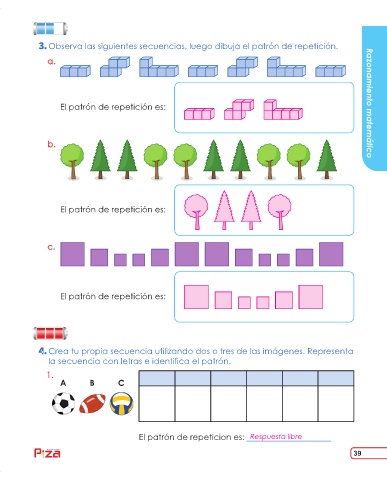 3. Observa las siguientes secuencias, luego dibuja el patrón de repetición.
a.
El patrón de repetición es:
b.
El patrón de repetición es:
c.
El patrón de repetición es:
4. Crea tu propia secuencia utilizando dos o tres de las imágenes. Representa
la secuencia con letras e identifica el patrón.
1.
A B C
El patrón de repeticion es: Respuesta libre
Razonamiento matemático
Piza
39